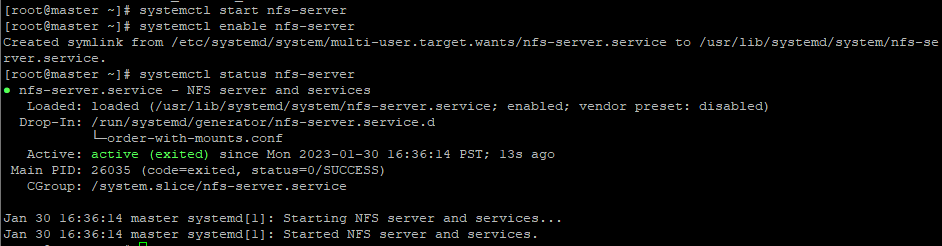 [root@master ~]# systemctl start nfs-server
[root@master ~]# systemctl enable nfs-server
Created symlink from /etc/systemd/system/multi-user.target.wants/nfs-server.service to /usr/lib/systemd/system/nfs-se
rver.service.
[root@master ~]# systemctl status nfs-server
● nfs-server.service - NFS server and services
   Loaded: loaded (/usr/lib/systemd/system/nfs-server.service; enabled; vendor preset: disabled)
  Drop-In: /run/systemd/generator/nfs-server.service.d
           └─order-with-mounts.conf
   Active: active (exited) since Mon 2023-01-30 16:36:14 PST; 13s ago
 Main PID: 26035 (code=exited, status=0/SUCCESS)
   CGroup: /system.slice/nfs-server.service

Jan 30 16:36:14 master systemd[1]: Starting NFS server and services...
Jan 30 16:36:14 master systemd[1]: Started NFS server and services.